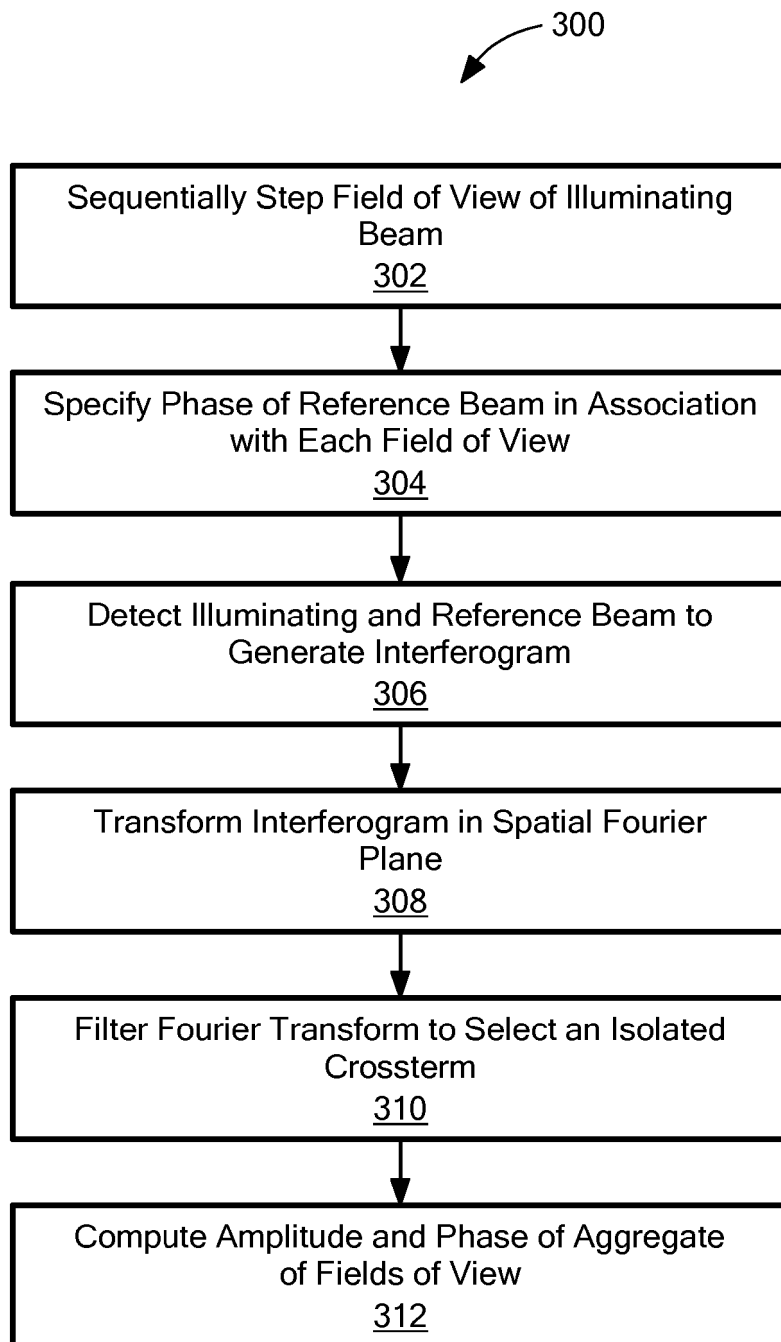 300
Sequentially Step Field of View of Illuminating
Beam
302
Specify Phase of Reference Beam in Association
with Each Field of View
304
Detect Illuminating and Reference Beam to
Generate Interferogram
306
Transform Interferogram in Spatial Fourier
Plane
308
Filter Fourier Transform to Select an Isolated
Crossterm
310
Compute Amplitude and Phase of Aggregate
of Fields of View
312